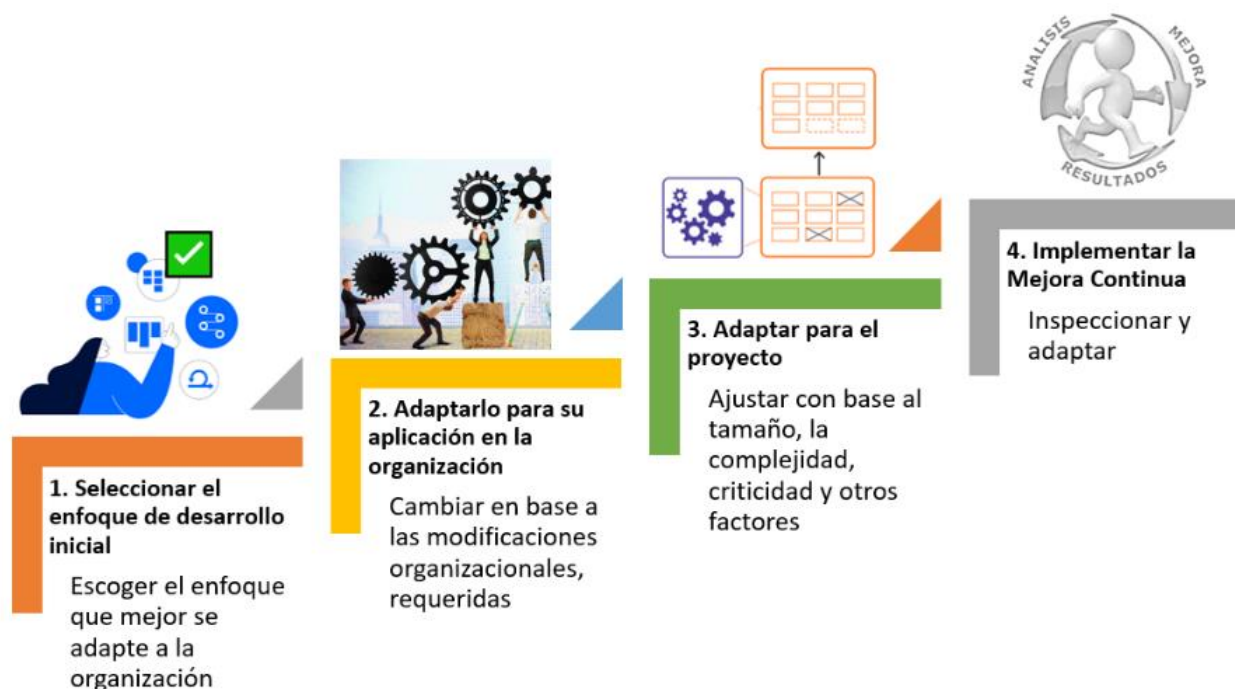 1. Seleccionar el
enfoque de desarrollo
inicial
Escoger el enfoque
que mejor se
adapte a la
organización
2. Adaptarlo para su
aplicación en la
organización
Cambiar en base a
las modificaciones
organizacionales,
requeridas
3. Adaptar para el
proyecto
Ajustar con base al
tamaño, la
complejidad,
criticidad y otros
factores
ANALISIS
MEJORA
RESULTADOS
4. Implementar la
Mejora Continua
Inspeccionar y
adaptar